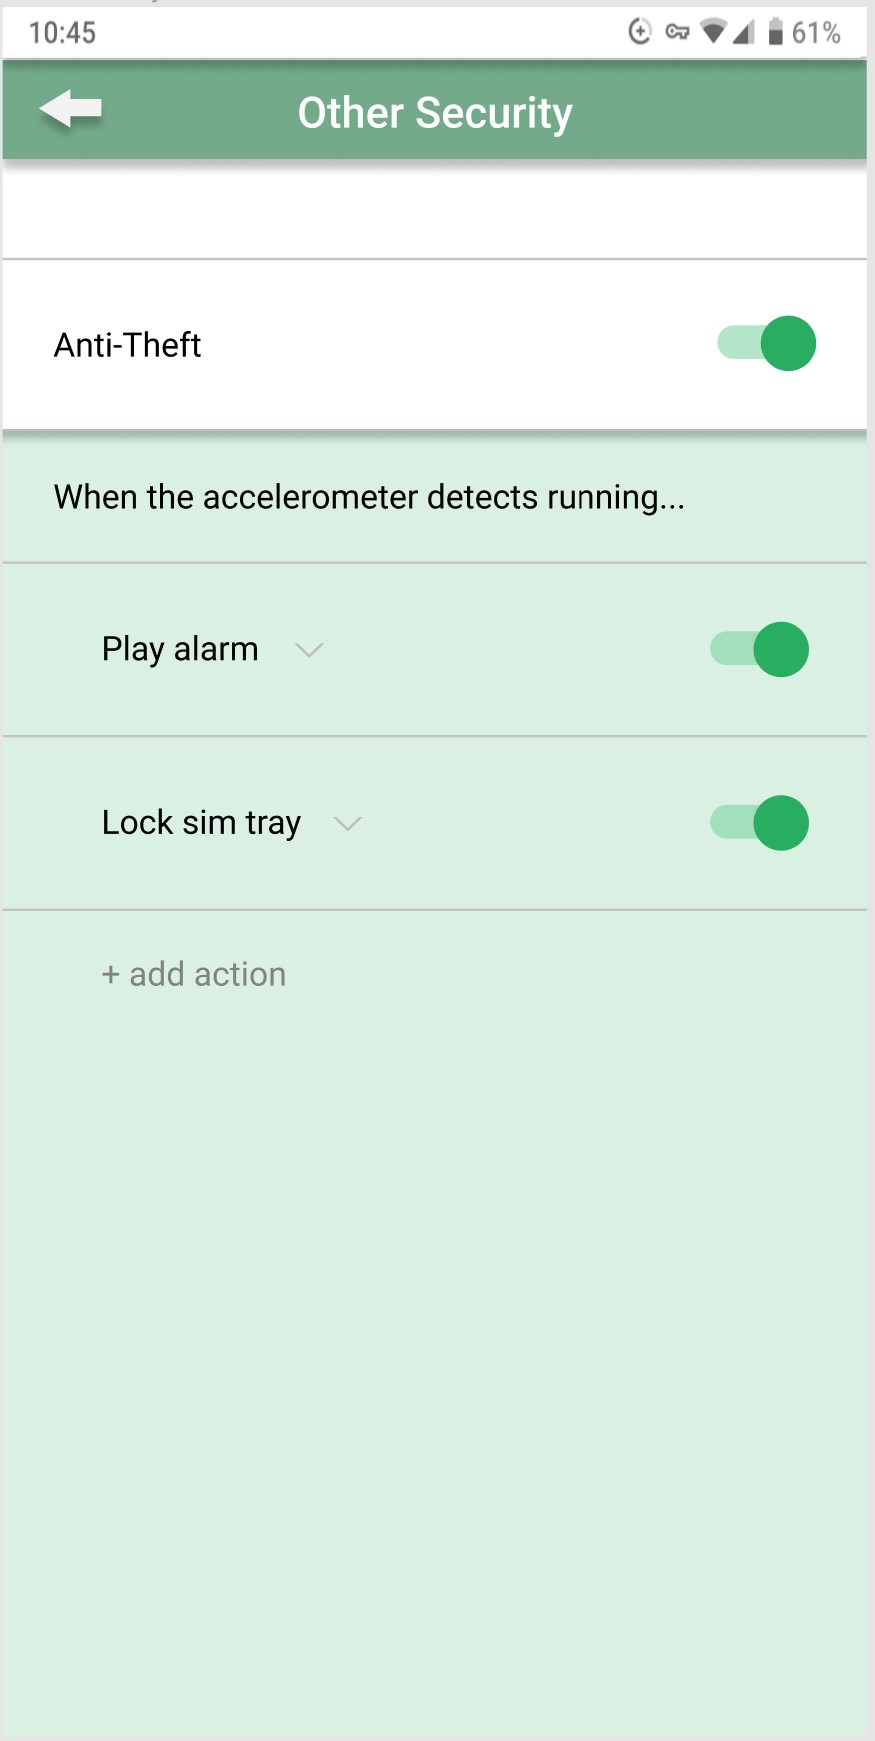 10:45 61%
Other Security
Anti-Theft
When the accelerometer detects running...
Play alarm
Lock sim tray
+ add action